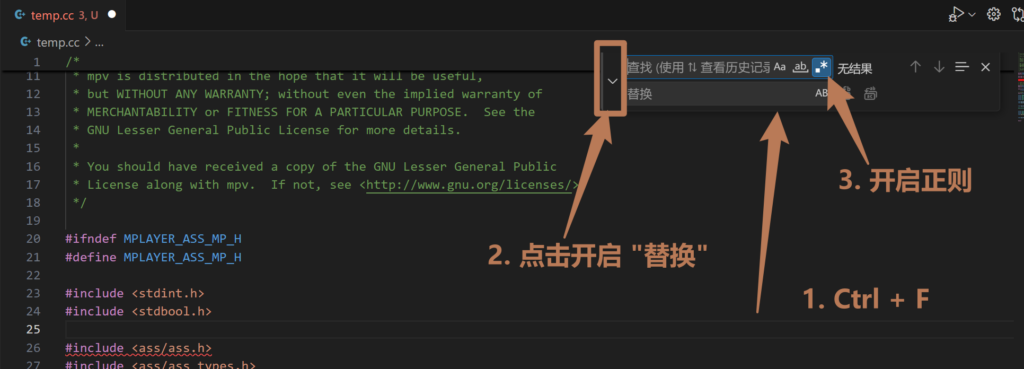 temp.cc 3, U
temp.cc > ...
1 /*
11 * mpv is distributed in the hope that it will be useful,
12 * but WITHOUT ANY WARRANTY; without even the implied warranty of
13 * MERCHANTABILITY or FITNESS FOR A PARTICULAR PURPOSE.  See the
14 * GNU Lesser General Public License for more details.
15 *
16 * You should have received a copy of the GNU Lesser General Public
17 * License along with mpv.  If not, see <http://www.gnu.org/licenses/>
18 */
19
20 #ifndef MPLAYER_ASS_MP_H
21 #define MPLAYER_ASS_MP_H
22
23 #include <stdint.h>
24 #include <stdbool.h>
25
26 #include <ass/ass.h>
27 #include <ass/ass_types.h>
查找 (使用 ⇅ 查看历史记录 Aa ab .* 无结果
替换 AB
3. 开启正则
2. 点击开启 "替换"
1. Ctrl + F